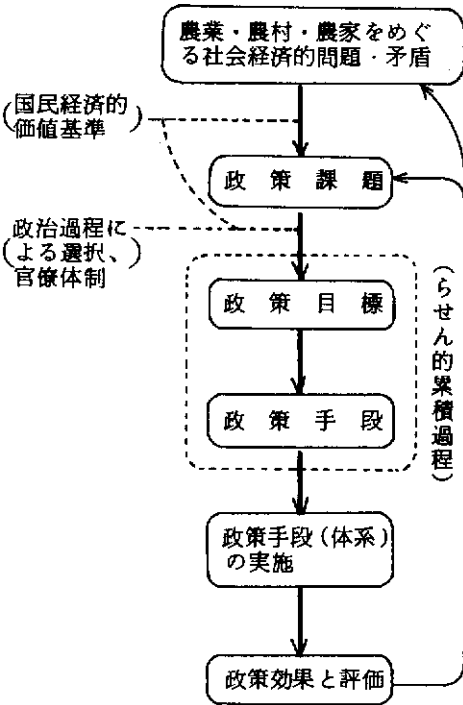 農業・農村・農家をめぐ
る社会経済的問題・矛盾
(国民経済的
価値基準)
政策課題
(政治過程に
よる選択、
官僚体制)
政策目標
政策手段
(らせん的累積過程)
政策手段(体系)
の実施
政策効果と評価